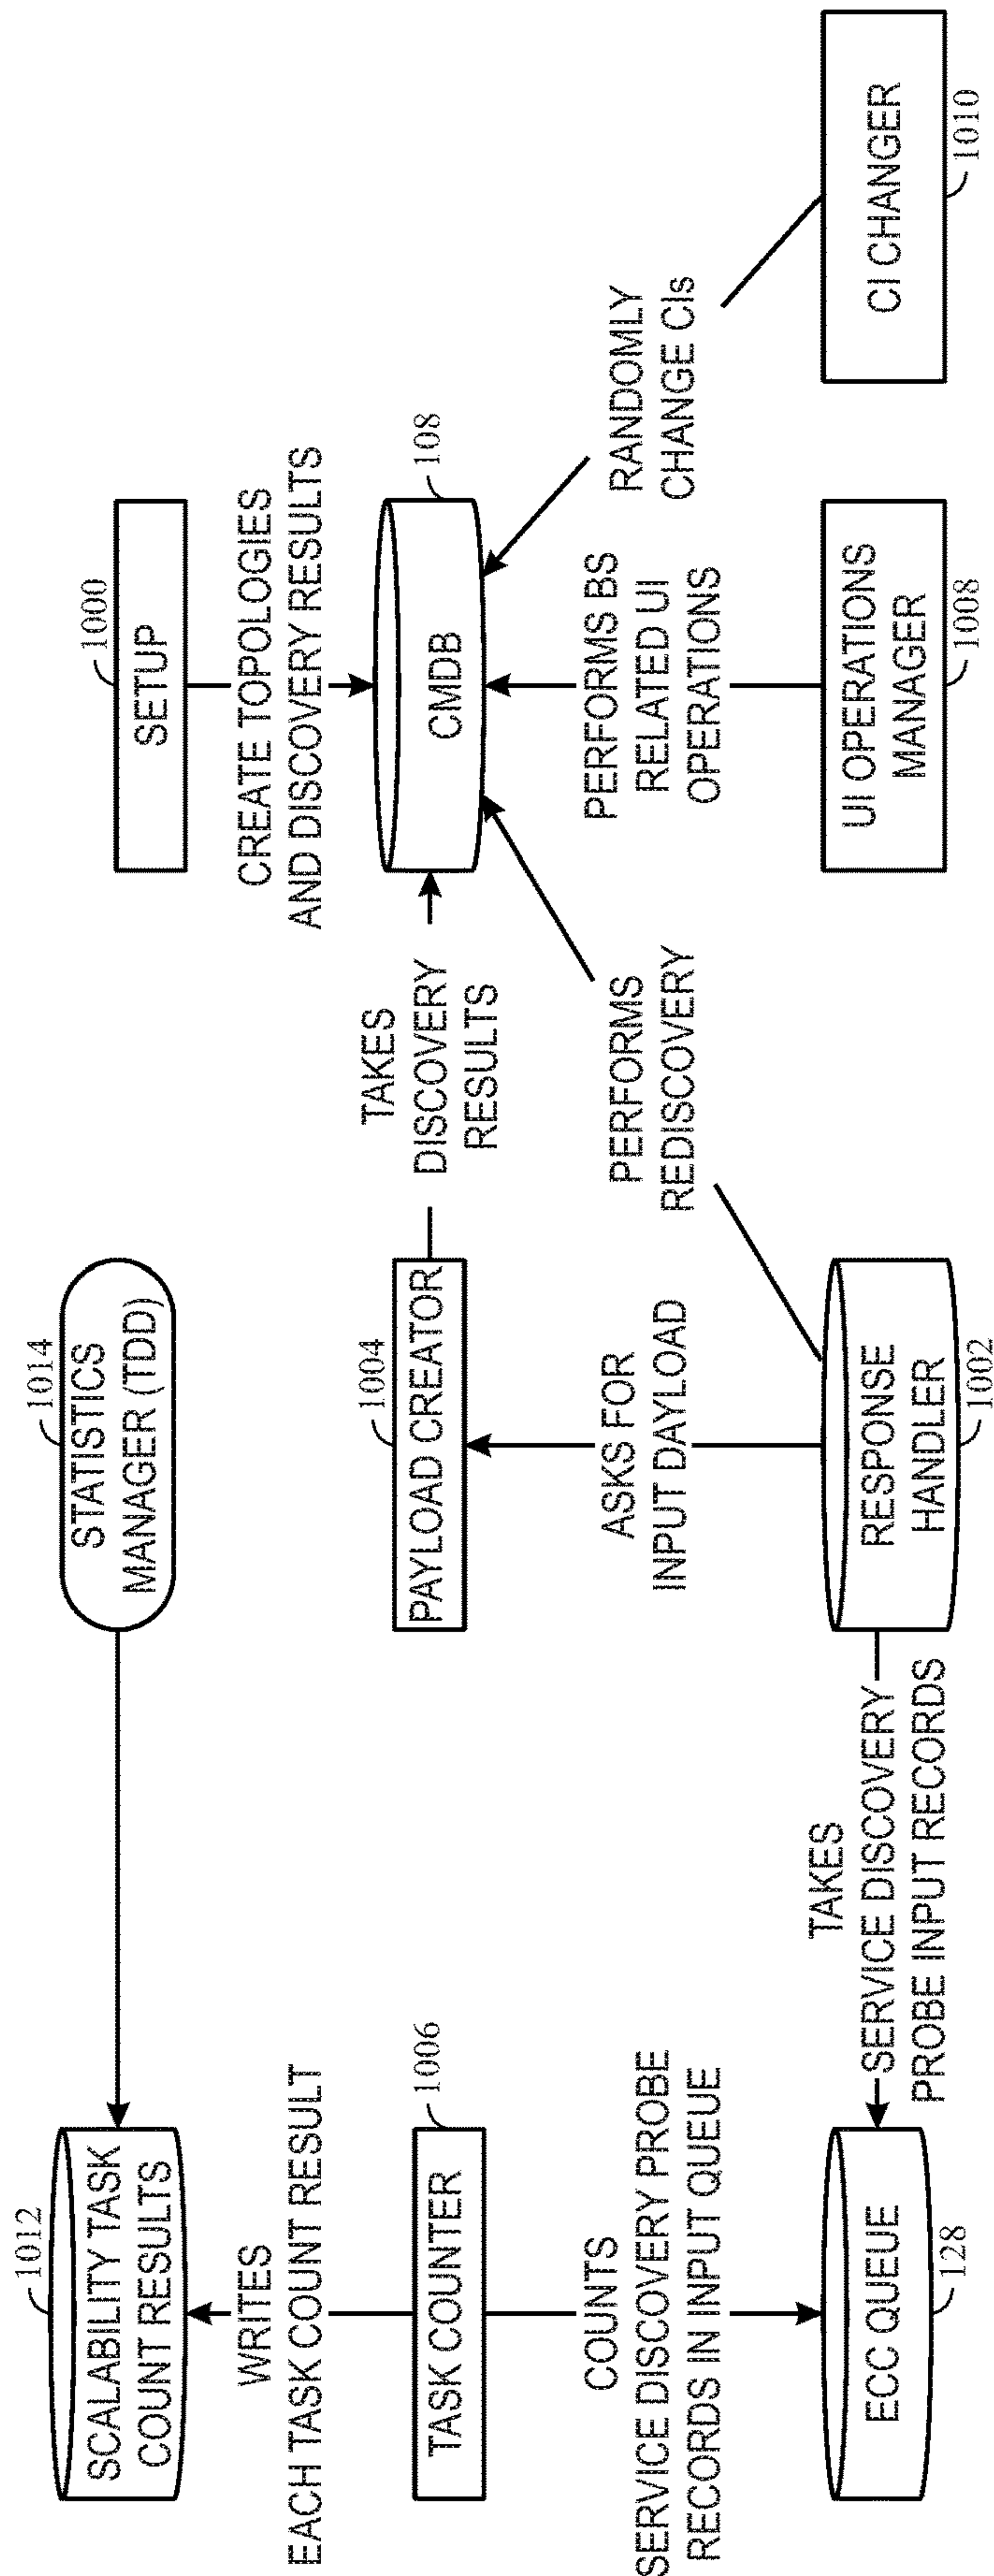 1012
SCALABILITY TASK
COUNT RESULTS
1014
STATISTICS
MANAGER (TDD)
1000
SETUP
WRITES
EACH TASK COUNT RESULT
CREATE TOPOLOGIES
AND DISCOVERY RESULTS
TASK COUNTER
1006
1004
PAYLOAD CREATOR
TAKES
DISCOVERY
RESULTS
CMDB
108
COUNTS
SERVICE DISCOVERY PROBE
RECORDS IN INPUT QUEUE
ASKS FOR
INPUT DAYLOAD
PERFORMS
REDISCOVERY
PERFORMS BS
RELATED UI
OPERATIONS
RANDOMLY
CHANGE CIs
ECC QUEUE
128
TAKES
SERVICE DISCOVERY
PROBE INPUT RECORDS
RESPONSE
HANDLER
1002
UI OPERATIONS
MANAGER
1008
CI CHANGER
1010